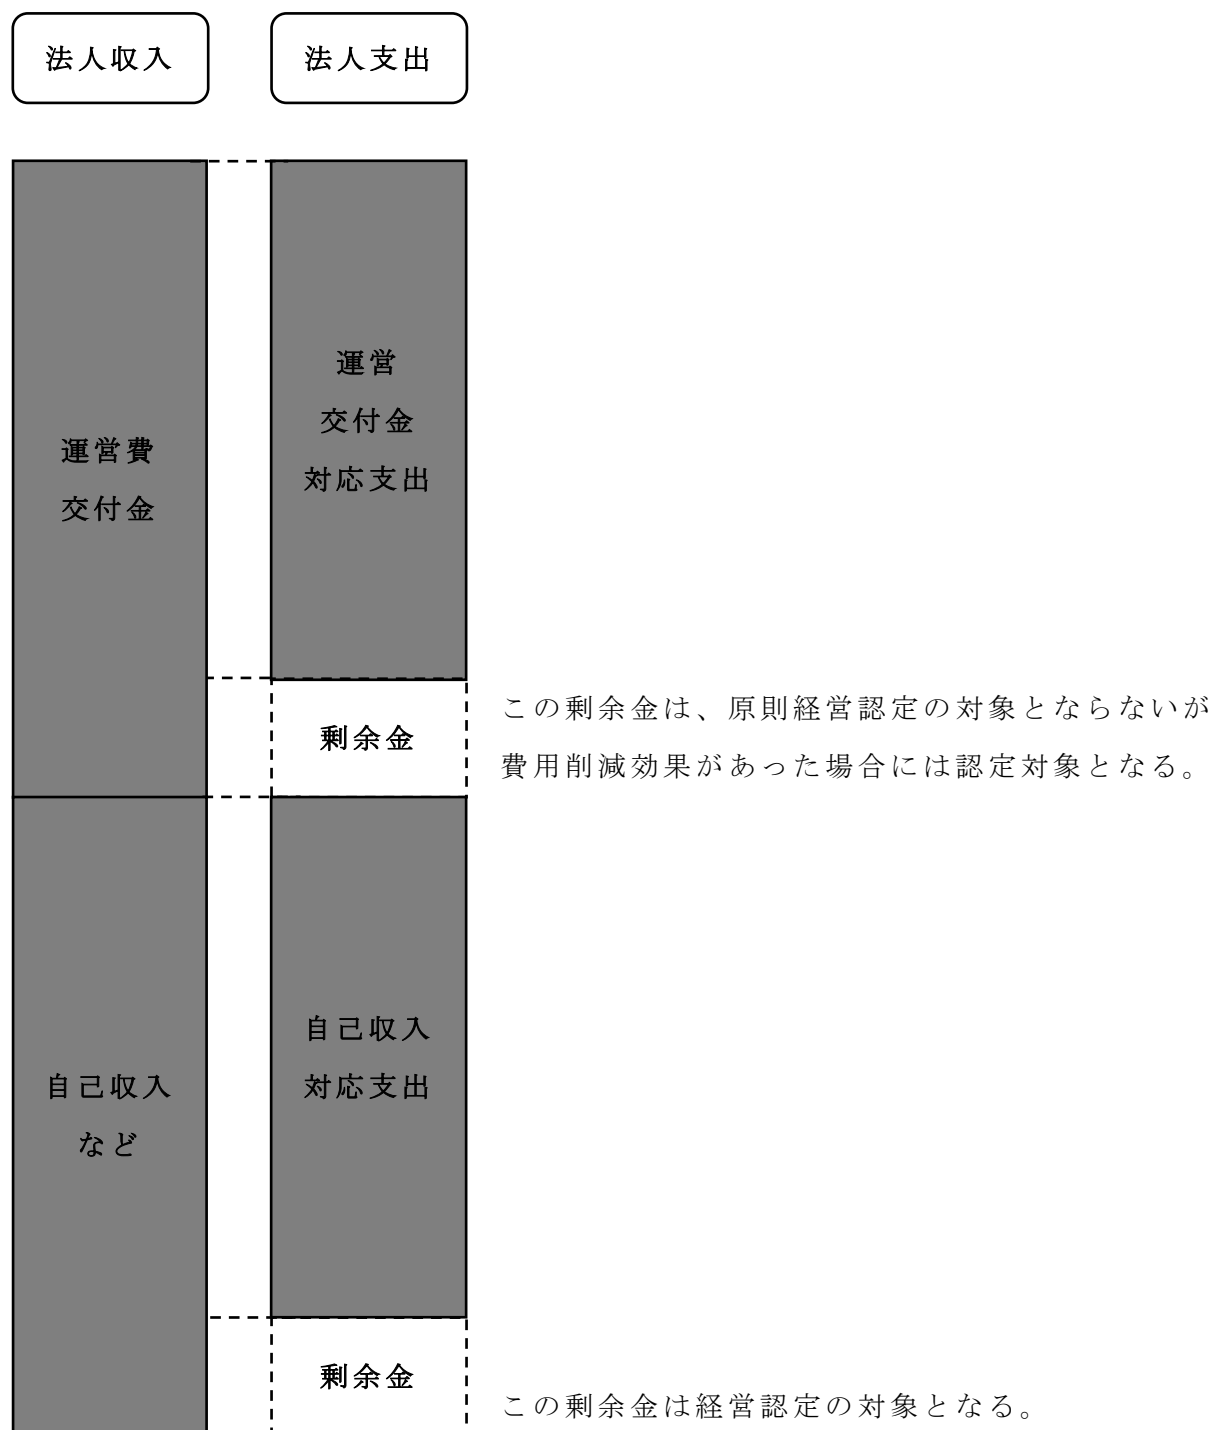 法人収入
法人支出
運営費
交付金
運営
交付金
対応支出
剰余金
この剰余金は、原則経営認定の対象とならないが
費用削減効果があった場合には認定対象となる。
自己収入
など
自己収入
対応支出
剰余金
この剰余金は経営認定の対象となる。